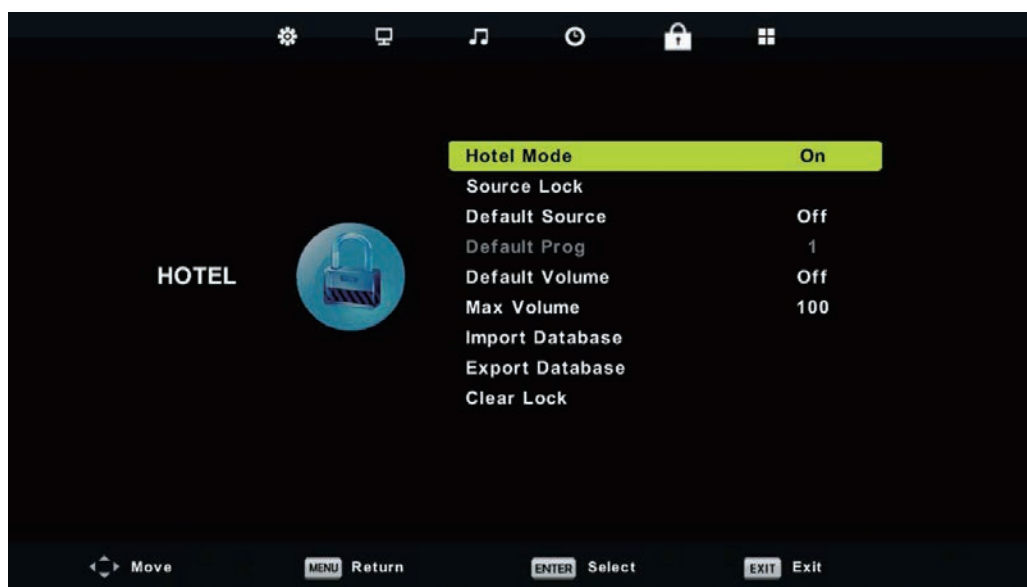 Hotel Mode On
Source Lock
Default Source Off
Default Prog 1
HOTEL
Default Volume Off
Max Volume 100
Import Database
Export Database
Clear Lock
Move MENU Return ENTER Select EXIT Exit